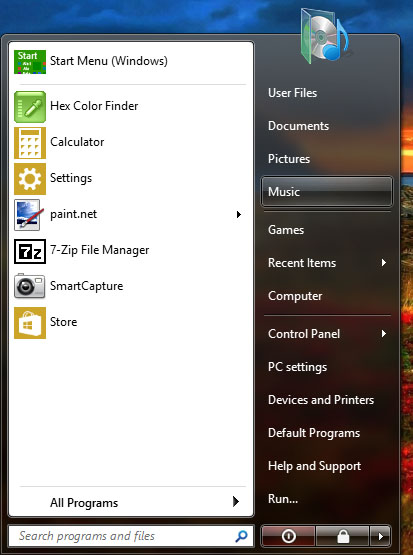 Start
Start Menu (Windows)
Hex Color Finder
Calculator
Settings
paint.net
7z
7-Zip File Manager
SmartCapture
Store
All Programs
Search programs and files
User Files
Documents
Pictures
Music
Games
Recent Items
Computer
Control Panel
PC settings
Devices and Printers
Default Programs
Help and Support
Run...